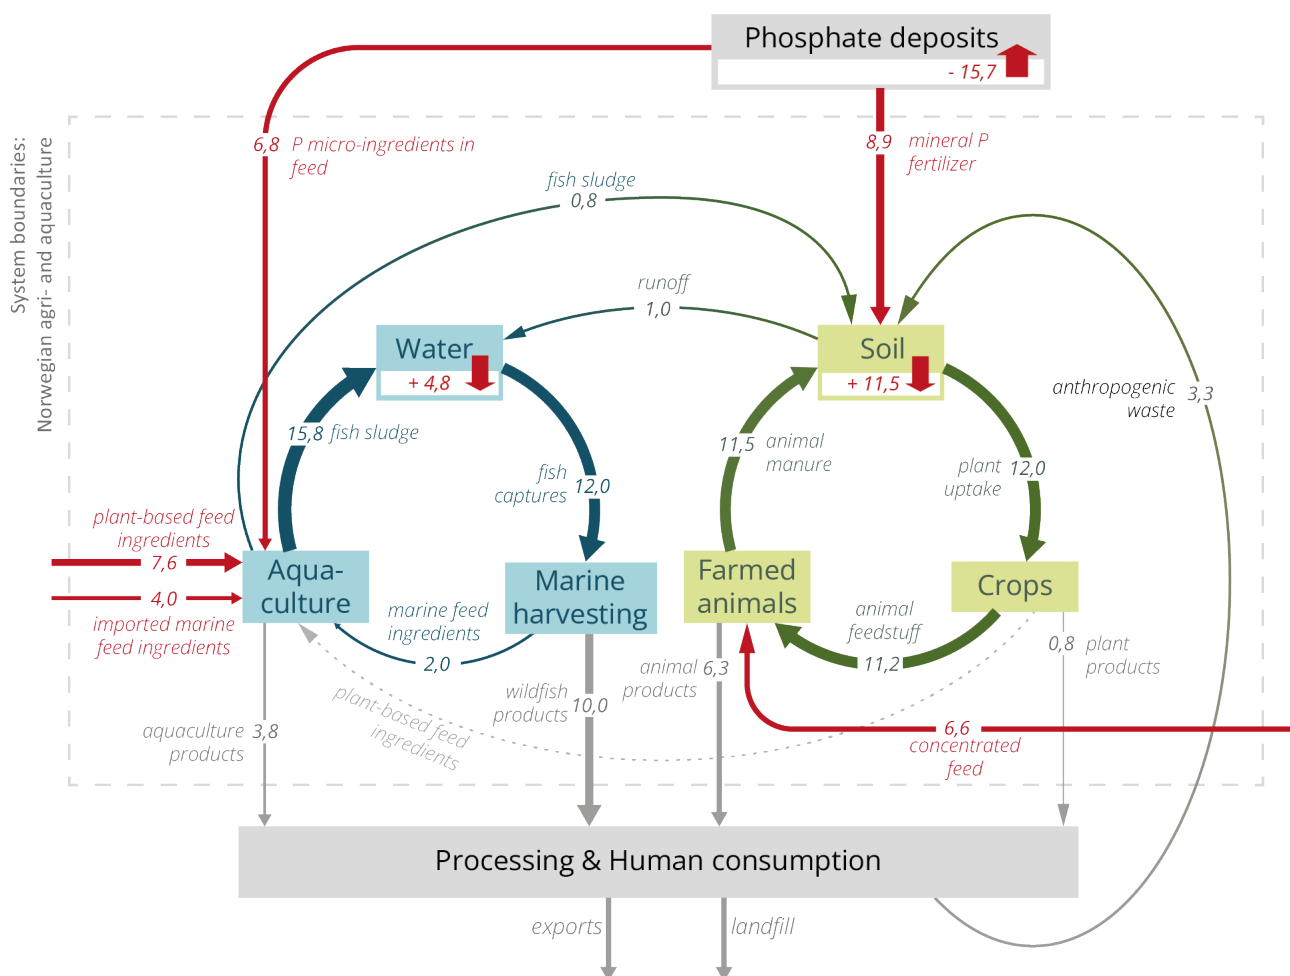 Phosphate deposits
- 15,7
System boundaries:
Norwegian agri- and aquaculture
6,8
P micro-ingredients in
feed
8,9
mineral P
fertilizer
fish sludge
0,8
runoff
1,0
Water
+ 4,8
Soil
+ 11,5
anthropogenic
waste
3,3
15,8
fish sludge
fish
captures
12,0
11,5
animal
manure
plant
uptake
12,0
plant-based feed
ingredients
7,6
4,0
imported marine
feed ingredients
Aqua-
culture
Marine
harvesting
Farmed
animals
Crops
marine feed
ingredients
2,0
animal
feedstuff
11,2
0,8
plant
products
animal
products
6,3
wildfish
products
10,0
plant-based feed
ingredients
aquaculture
products
3,8
6,6
concentrated
feed
Processing & Human consumption
exports
landfill